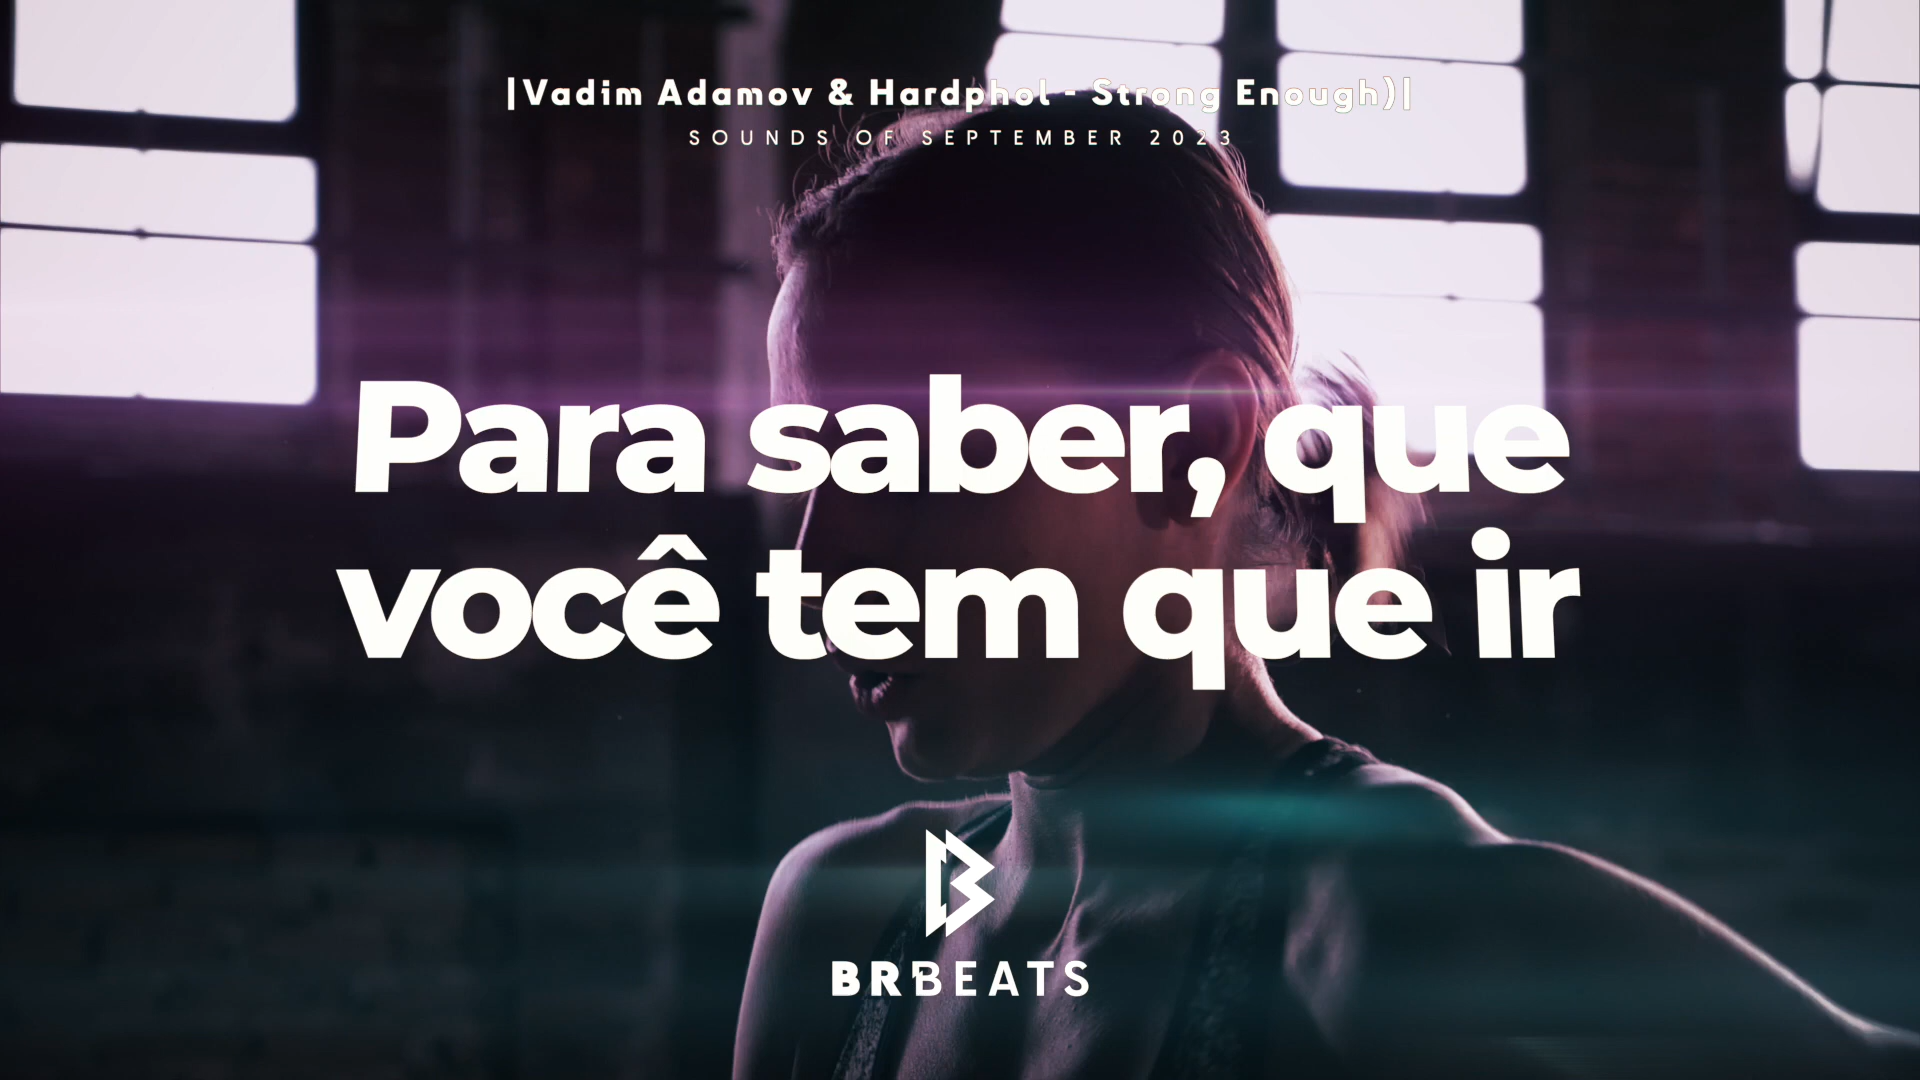 |Vadim Adamov & Hardphol - Strong Enough)|
SOUNDS OF SEPTEMBER 2023
Para saber, que
você tem que ir
BRBEATS